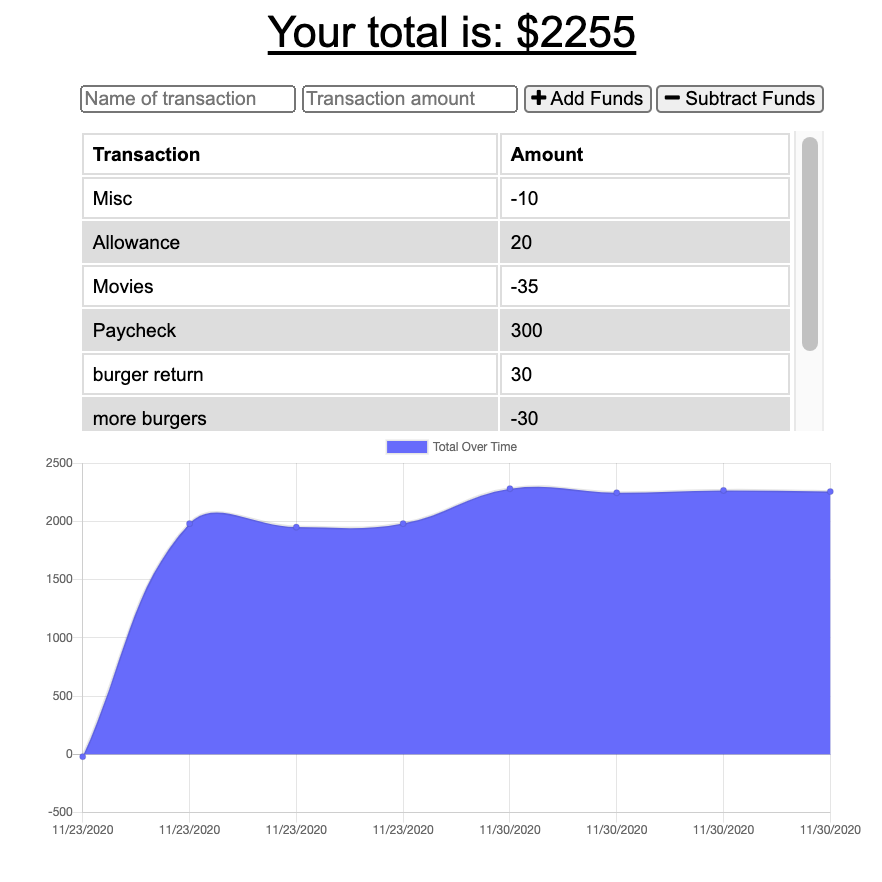 Your total is: $2255
Name of transaction Transaction amount + Add Funds − Subtract Funds
Transaction Amount
Misc -10
Allowance 20
Movies -35
Paycheck 300
burger return 30
more burgers -30
Total Over Time
2500
2000
1500
1000
500
0
-500
11/23/2020 11/23/2020 11/23/2020 11/23/2020 11/30/2020 11/30/2020 11/30/2020 11/30/2020